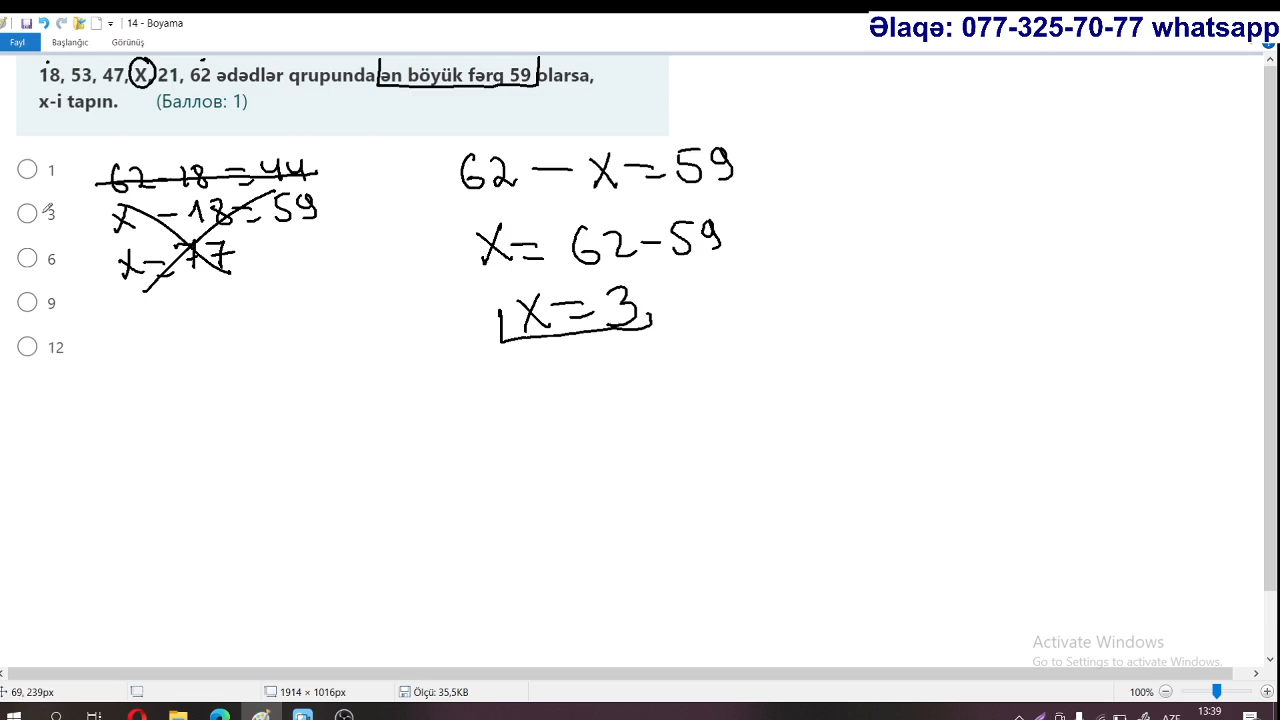 14 - Boyama
Əlaqə: 077-325-70-77 whatsapp
Fayl Başlanğıc Görünüş
18, 53, 47, X, 21, 62 ədədlər qrupunda ən böyük fərq 59 olarsa,
x-i tapın. (Баллов: 1)
1
3
6
9
12
62 - 18 = 44
x - 18 = 59
x = 77
62 - x = 59
x = 62 - 59
x = 3
Activate Windows
Go to Settings to activate Windows.
69, 239px 1914 × 1016px Ölçü: 35,5KB 100%
AZE 13:39